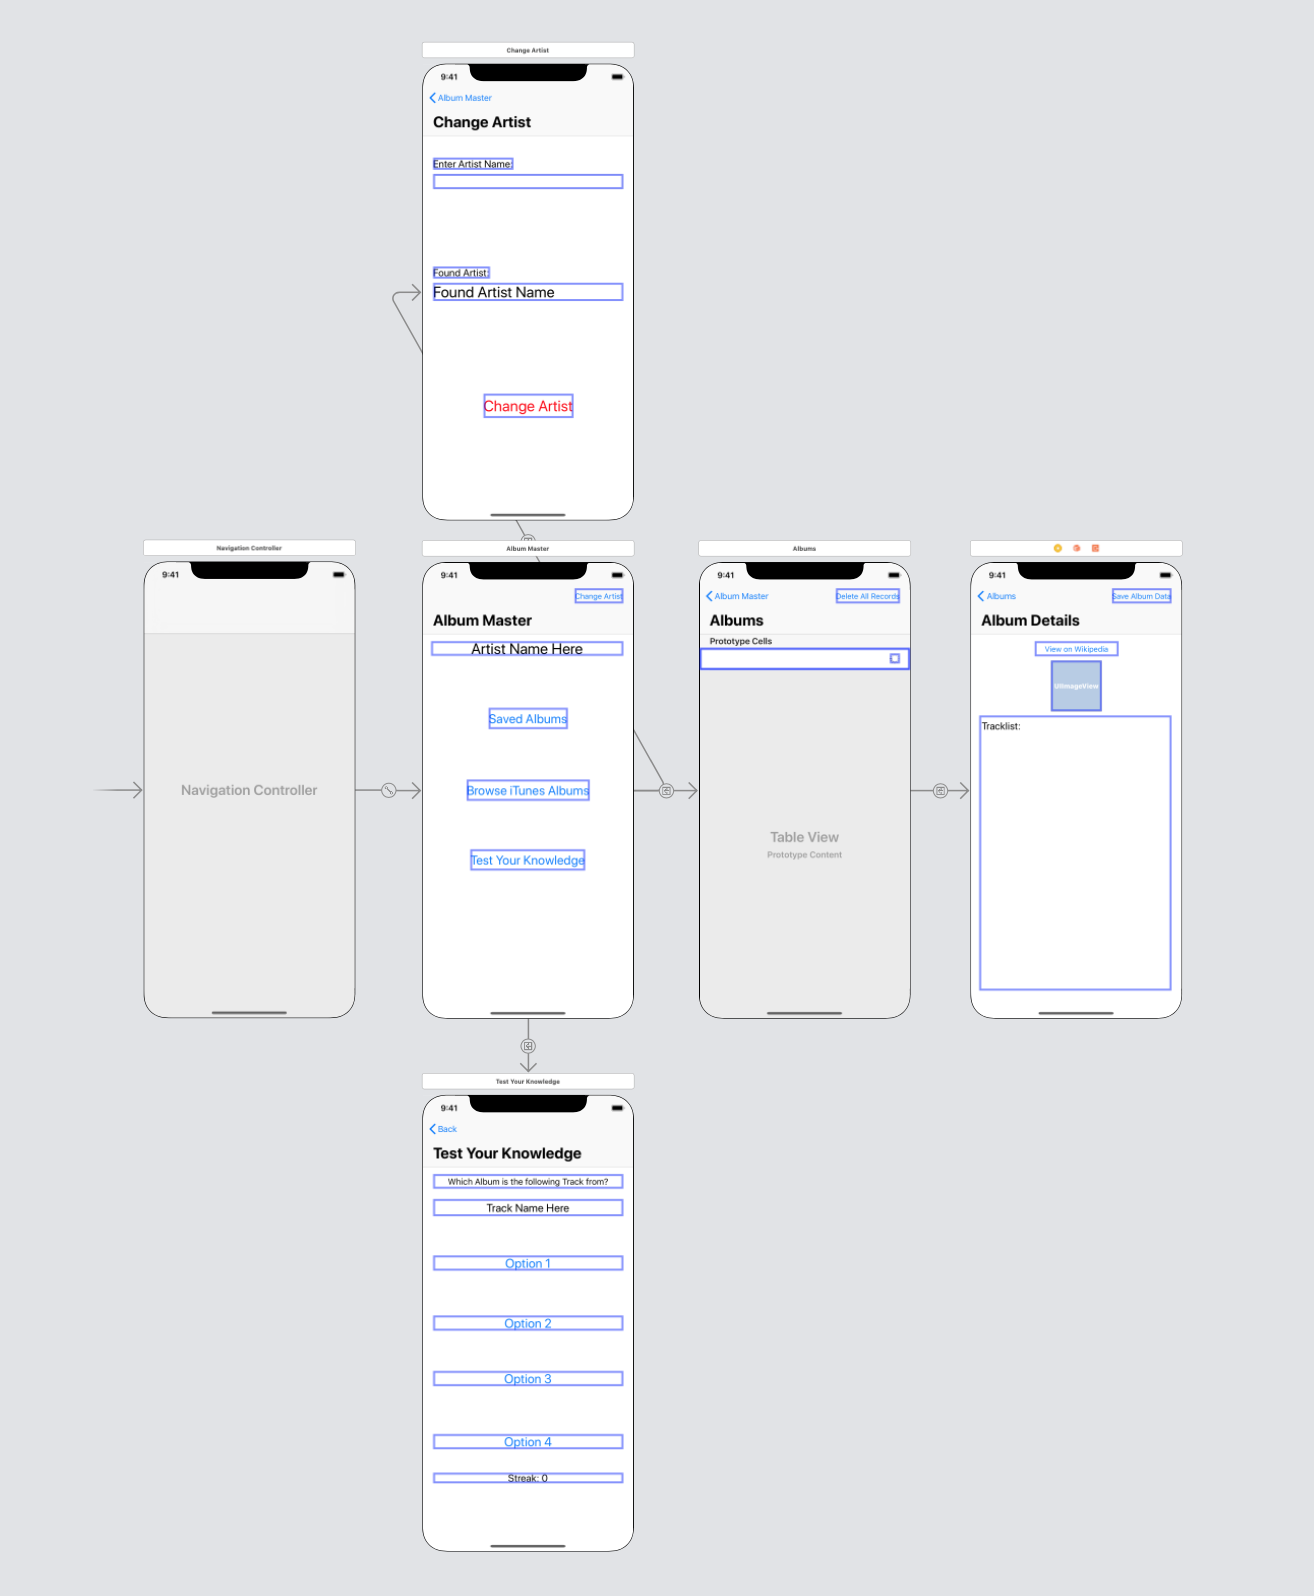 Change Artist
9:41
Album Master
Change Artist
Enter Artist Name:
Found Artist:
Found Artist Name
Change Artist
Navigation Controller
9:41
Navigation Controller
Album Master
9:41
Change Artist
Album Master
Artist Name Here
Saved Albums
Browse iTunes Albums
Test Your Knowledge
Albums
9:41
Album Master
Delete All Records
Albums
Prototype Cells
Table View
Prototype Content
9:41
Albums
Save Album Data
Album Details
View on Wikipedia
UIImageView
Tracklist:
Test Your Knowledge
9:41
Back
Test Your Knowledge
Which Album is the following Track from?
Track Name Here
Option 1
Option 2
Option 3
Option 4
Streak: 0